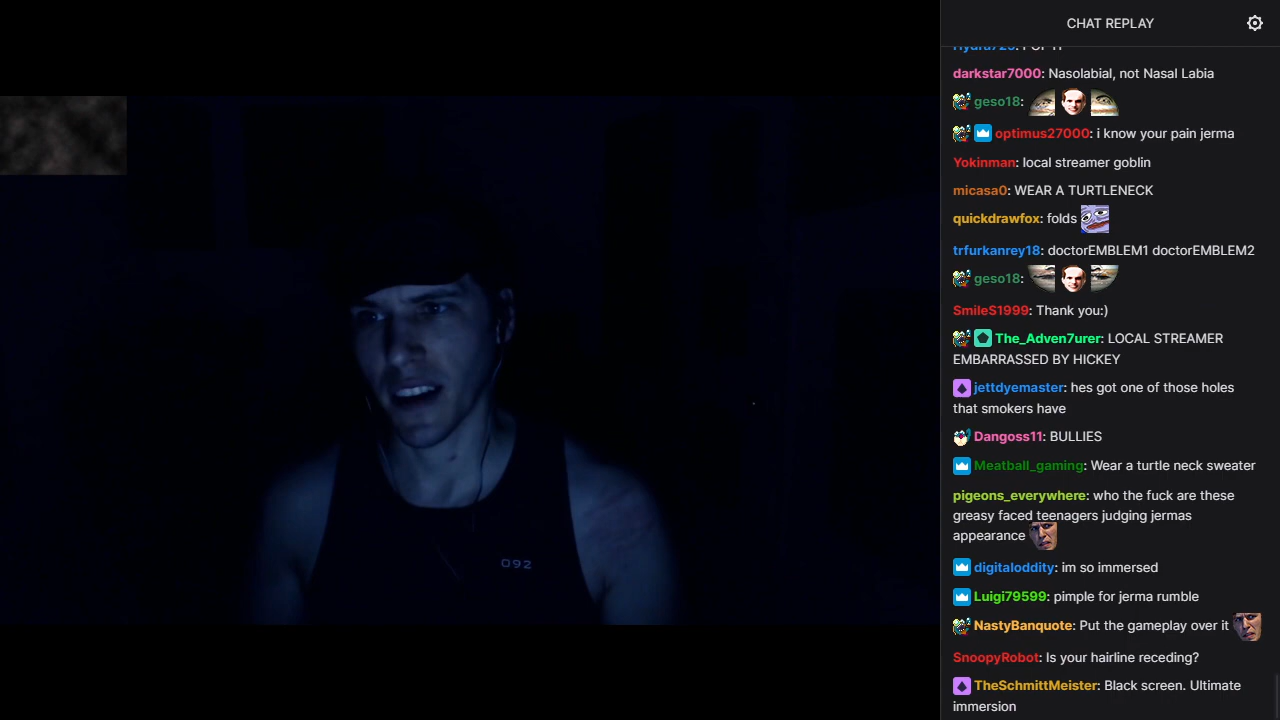 CHAT REPLAY
darkstar7000: Nasolabial, not Nasal Labia
geso18:
optimus27000: i know your pain jerma
Yokinman: local streamer goblin
micasa0: WEAR A TURTLENECK
quickdrawfox: folds
trfurkanrey18: doctorEMBLEM1 doctorEMBLEM2
geso18:
SmileS1999: Thank you:)
The_Adven7urer: LOCAL STREAMER
EMBARRASSED BY HICKEY
jettdyemaster: hes got one of those holes
that smokers have
Dangoss11: BULLIES
Meatball_gaming: Wear a turtle neck sweater
pigeons_everywhere: who the fuck are these
greasy faced teenagers judging jermas
appearance
digitaloddity: im so immersed
Luigi79599: pimple for jerma rumble
NastyBanquote: Put the gameplay over it
SnoopyRobot: Is your hairline receding?
TheSchmittMeister: Black screen. Ultimate
immersion
092